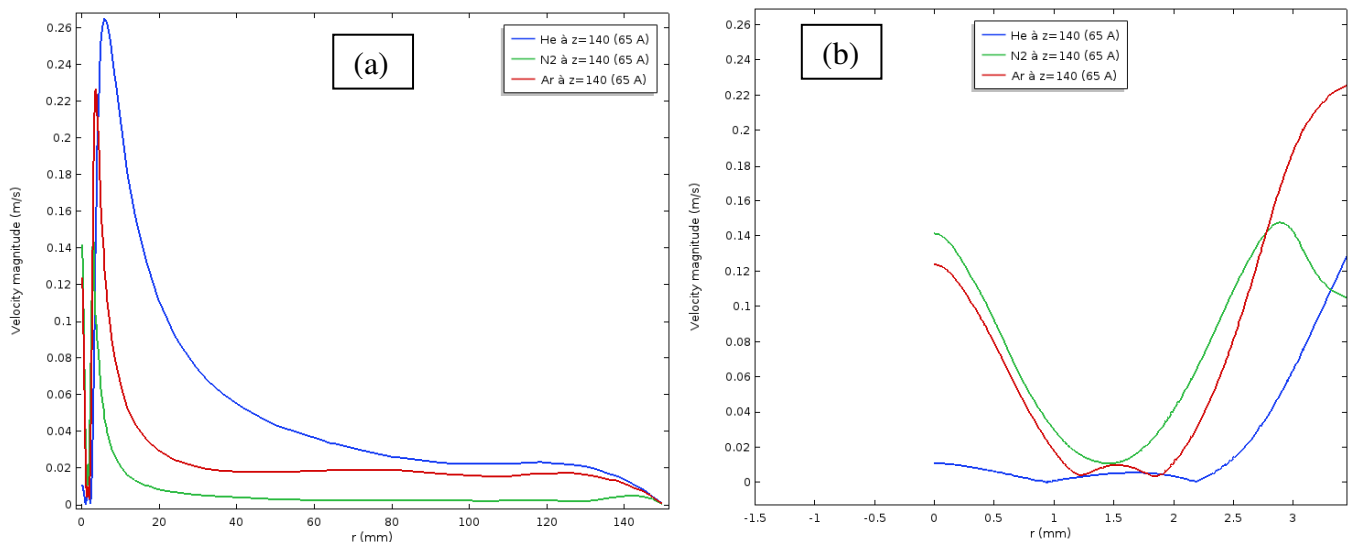 (a)
He à z=140 (65 A)
N2 à z=140 (65 A)
Ar à z=140 (65 A)
Velocity magnitude (m/s)
0.26
0.24
0.22
0.2
0.18
0.16
0.14
0.12
0.1
0.08
0.06
0.04
0.02
0
0 20 40 60 80 100 120 140
r (mm)
(b)
He à z=140 (65 A)
N2 à z=140 (65 A)
Ar à z=140 (65 A)
Velocity magnitude (m/s)
0.26
0.24
0.22
0.2
0.18
0.16
0.14
0.12
0.1
0.08
0.06
0.04
0.02
0
-1.5 -1 -0.5 0 0.5 1 1.5 2 2.5 3
r (mm)